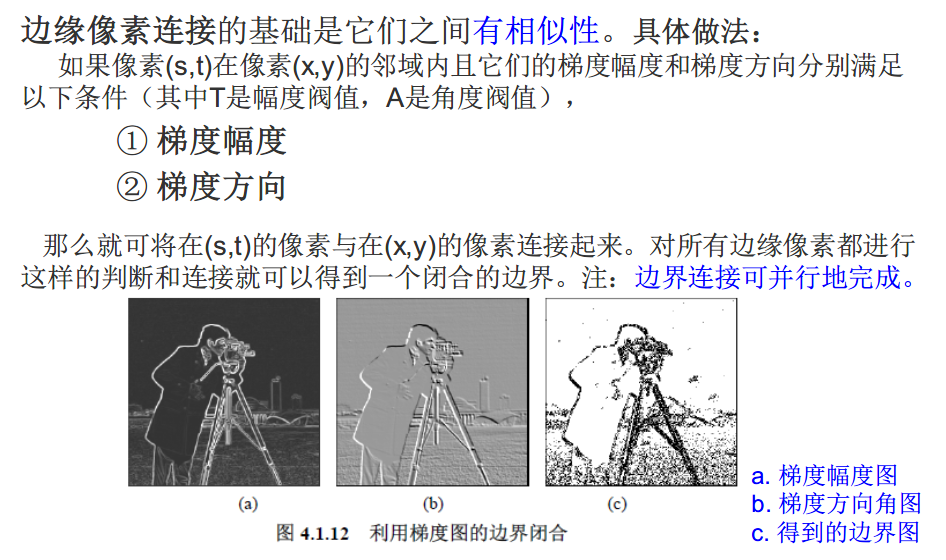 边缘像素连接的基础是它们之间有相似性。具体做法：
如果像素(s,t)在像素(x,y)的邻域内且它们的梯度幅度和梯度方向分别满足
以下条件（其中T是幅度阀值，A是角度阀值），
① 梯度幅度
② 梯度方向
那么就可将在(s,t)的像素与在(x,y)的像素连接起来。对所有边缘像素都进行
这样的判断和连接就可以得到一个闭合的边界。注：边界连接可并行地完成。
(a)
(b)
(c)
图 4.1.12 利用梯度图的边界闭合
a. 梯度幅度图
b. 梯度方向角图
c. 得到的边界图